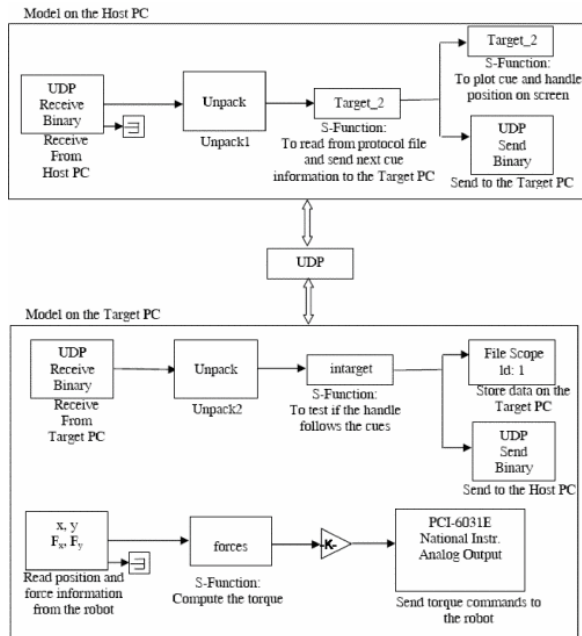 Model on the Host PC
UDP
Receive
Binary
Receive
From
Host PC
Unpack
Unpack1
Target_2
S-Function:
To read from protocol file
and send next cue
information to the Target PC
Target_2
S-Function:
To plot cue and handle
position on screen
UDP
Send
Binary
Send to the Target PC
UDP
Model on the Target PC
UDP
Receive
Binary
Receive
From
Target PC
Unpack
Unpack2
intarget
S-Function:
To test if the handle
follows the cues
File Scope
Id: 1
Store data on the
Target PC
UDP
Send
Binary
Send to the Host PC
x, y
Fx, Fy
Read position and
force information
from the robot
forces
S-Function:
Compute the torque
-K-
PCI-6031E
National Instr.
Analog Output
Send torque commands to
the robot